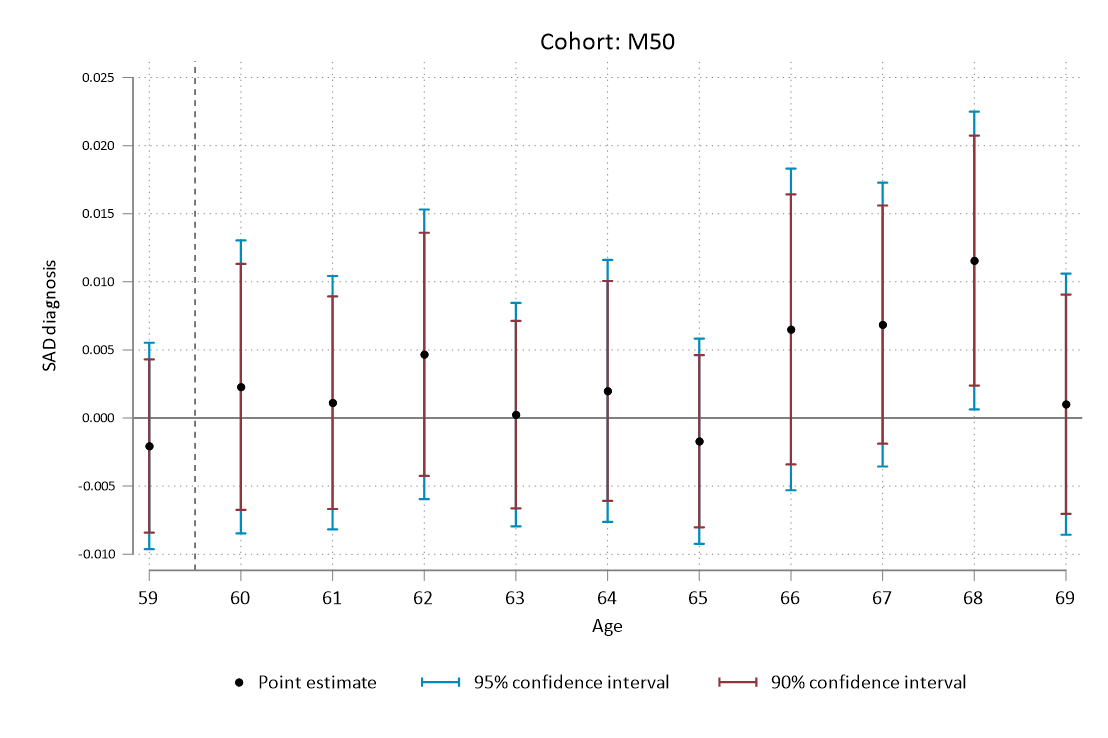 Cohort: M50
0.025
0.020
0.015
0.010
0.005
0.000
-0.005
-0.010
SAD diagnosis
59 60 61 62 63 64 65 66 67 68 69
Age
Point estimate 95% confidence interval 90% confidence interval